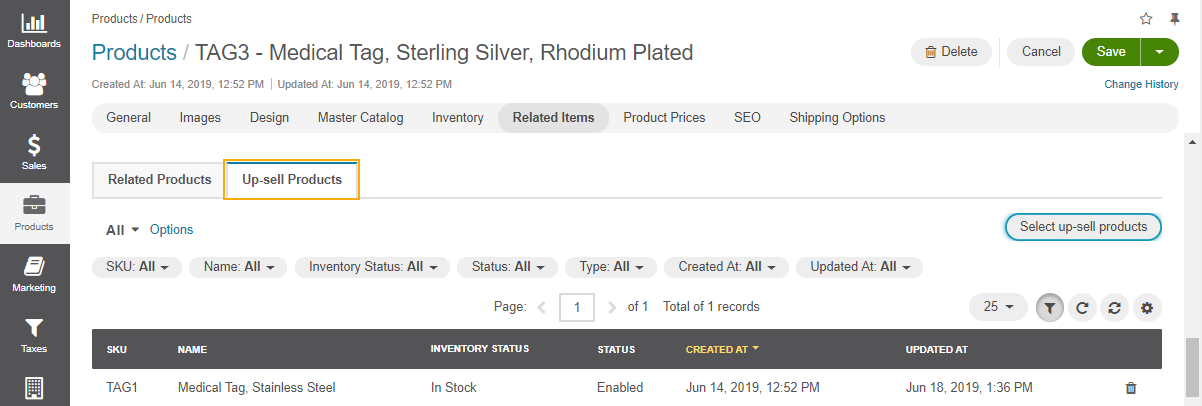 Dashboards
Customers
Sales
Products
Marketing
Taxes
Products / Products
Products / TAG3 - Medical Tag, Sterling Silver, Rhodium Plated
Delete
Cancel
Save
Created At: Jun 14, 2019, 12:52 PM
Updated At: Jun 14, 2019, 12:52 PM
Change History
General
Images
Design
Master Catalog
Inventory
Related Items
Product Prices
SEO
Shipping Options
Related Products
Up-sell Products
All
Options
Select up-sell products
SKU: All
Name: All
Inventory Status: All
Status: All
Type: All
Created At: All
Updated At: All
Page: 1 of 1
Total of 1 records
25
SKU NAME INVENTORY STATUS STATUS CREATED AT UPDATED AT
TAG1 Medical Tag, Stainless Steel In Stock Enabled Jun 14, 2019, 12:52 PM Jun 18, 2019, 1:36 PM